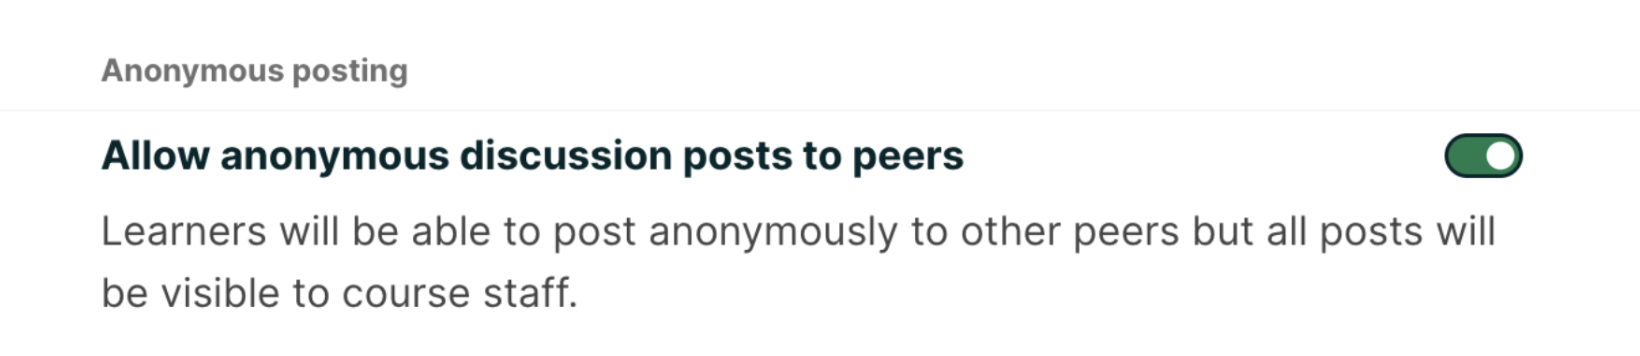 Anonymous posting
Allow anonymous discussion posts to peers
Learners will be able to post anonymously to other peers but all posts will
be visible to course staff.